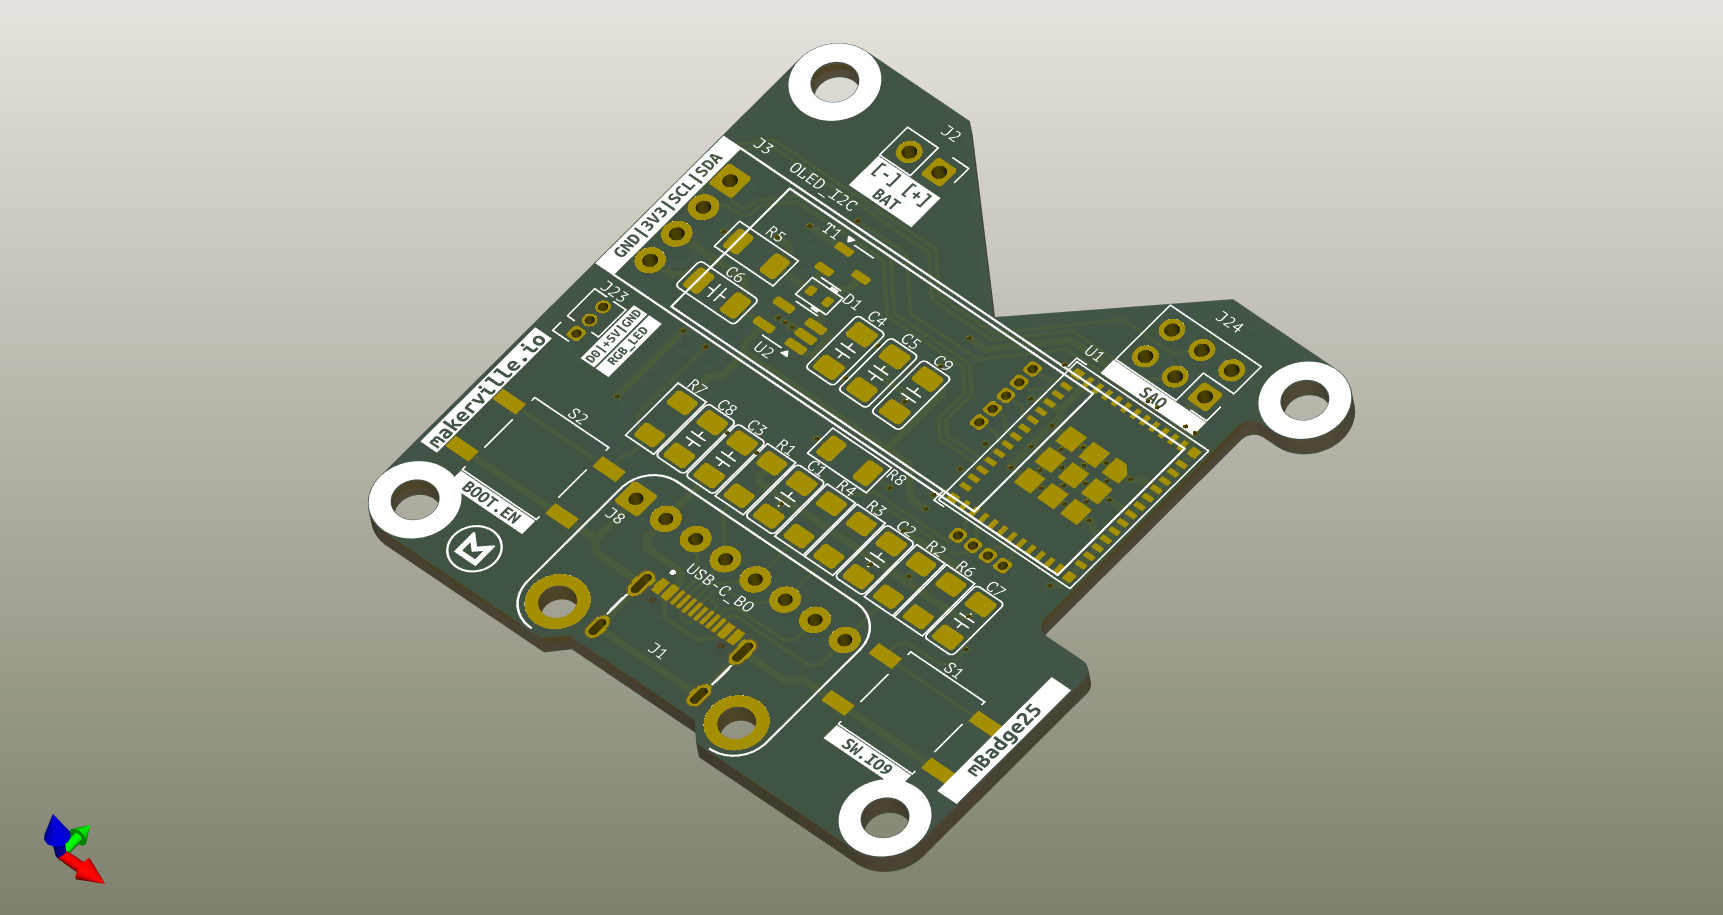 J2
[-] [+]
BAT
J3
OLED_I2C
GND|3V3|SCL|SDA
T1
R5
C6
D1
U2
C4
C5
C9
J23
D0|+5V|GND
RGB_LED
J24
SAO
U1
makerville.io
S2
BOOT.EN
R7
C8
C3
R1
C1
R4
R3
C2
R2
R6
C7
R8
J8
USB-C_BO
J1
S1
SW.IO9
mBadge25